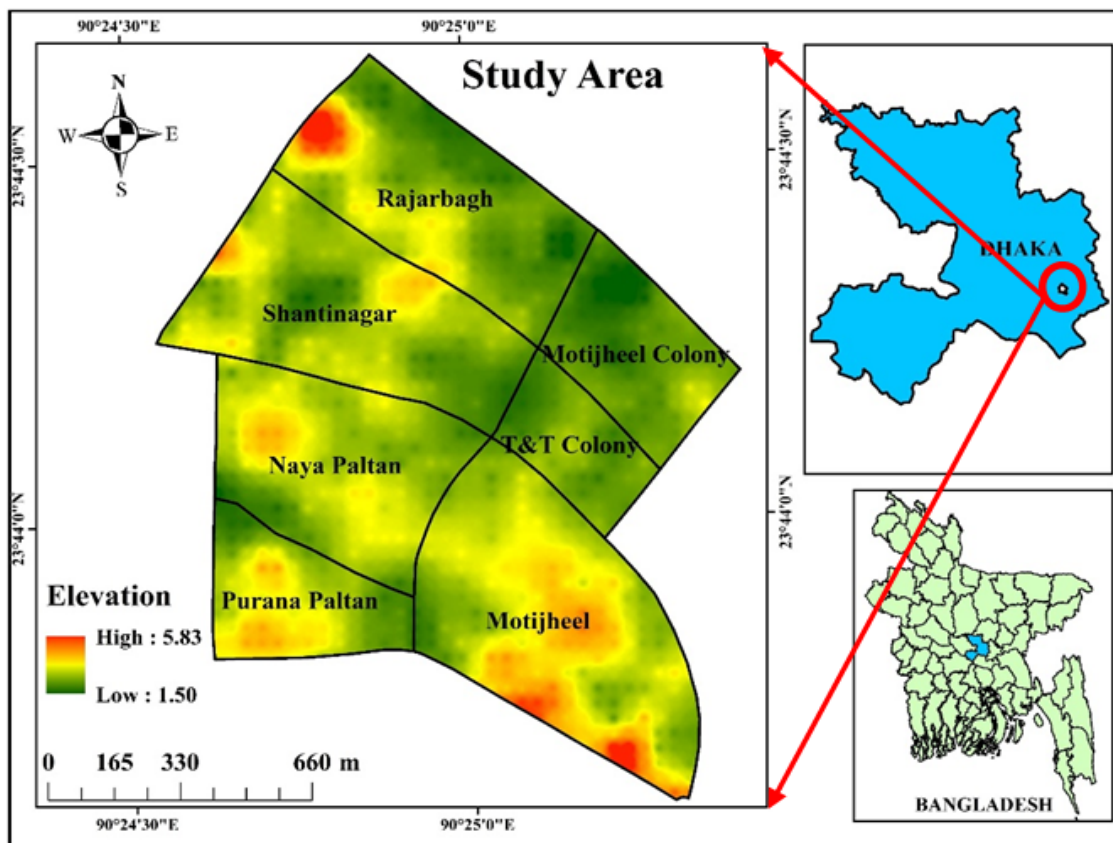 90°24'30"E
90°25'0"E
Study Area
N
W
E
S
23°44'30"N
23°44'30"N
Rajarbagh
DHAKA
Shantinagar
Motijheel Colony
T&T Colony
Naya Paltan
23°44'0"N
23°44'0"N
Elevation
High : 5.83
Low : 1.50
Purana Paltan
Motijheel
0 165 330 660 m
BANGLADESH
90°24'30"E
90°25'0"E